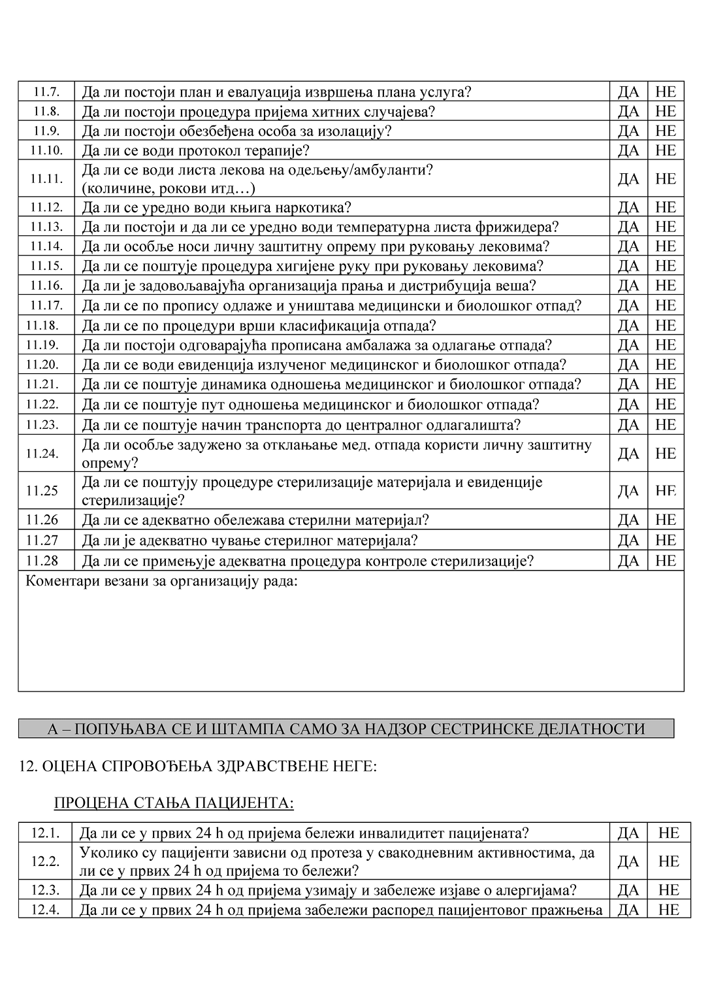 11.7. Да ли постоји план и евалуација извршења плана услуга? ДА НЕ
11.8. Да ли постоји процедура пријема хитних случајева? ДА НЕ
11.9. Да ли постоји обезбеђена особа за изолацију? ДА НЕ
11.10. Да ли се води протокол терапије? ДА НЕ
11.11. Да ли се води листа лекова на одељењу/амбуланти?
(количине, рокови итд…) ДА НЕ
11.12. Да ли се уредно води књига наркотика? ДА НЕ
11.13. Да ли постоји и да ли се уредно води температурна листа фрижидера? ДА НЕ
11.14. Да ли особље носи личну заштитну опрему при руковању лековима? ДА НЕ
11.15. Да ли се поштује процедура хигијене руку при руковању лековима? ДА НЕ
11.16. Да ли је задовољавајућа организација прања и дистрибуција веша? ДА НЕ
11.17. Да ли се по пропису одлаже и уништава медицински и биолошког отпад? ДА НЕ
11.18. Да ли се по процедури врши класификација отпада? ДА НЕ
11.19. Да ли постоји одговарајућа прописана амбалажа за одлагање отпада? ДА НЕ
11.20. Да ли се води евиденција излученог медицинског и биолошког отпада? ДА НЕ
11.21. Да ли се поштује динамика одношења медицинског и биолошког отпада? ДА НЕ
11.22. Да ли се поштује пут одношења медицинског и биолошког отпада? ДА НЕ
11.23. Да ли се поштује начин транспорта до централног одлагалишта? ДА НЕ
11.24. Да ли особље задужено за отклањање мед. отпада користи личну заштитну
опрему? ДА НЕ
11.25 Да ли се поштују процедуре стерилизације материјала и евиденције
стерилизације? ДА НЕ
11.26 Да ли се адекватно обележава стерилни материјал? ДА НЕ
11.27 Да ли је адекватно чување стерилног материјала? ДА НЕ
11.28 Да ли се примењује адекватна процедура контроле стерилизације? ДА НЕ
Коментари везани за организацију рада:
А – ПОПУЊАВА СЕ И ШТАМПА САМО ЗА НАДЗОР СЕСТРИНСКЕ ДЕЛАТНОСТИ
12. ОЦЕНА СПРОВОЂЕЊА ЗДРАВСТВЕНЕ НЕГЕ:
ПРОЦЕНА СТАЊА ПАЦИЈЕНТА:
12.1. Да ли се у првих 24 h од пријема бележи инвалидитет пацијената? ДА НЕ
12.2. Уколико су пацијенти зависни од протеза у свакодневним активностима, да
ли се у првих 24 h од пријема то бележи? ДА НЕ
12.3. Да ли се у првих 24 h од пријема узимају и забележе изјаве о алергијама? ДА НЕ
12.4. Да ли се у првих 24 h од пријема забележи распоред пацијентовог пражњења ДА НЕ